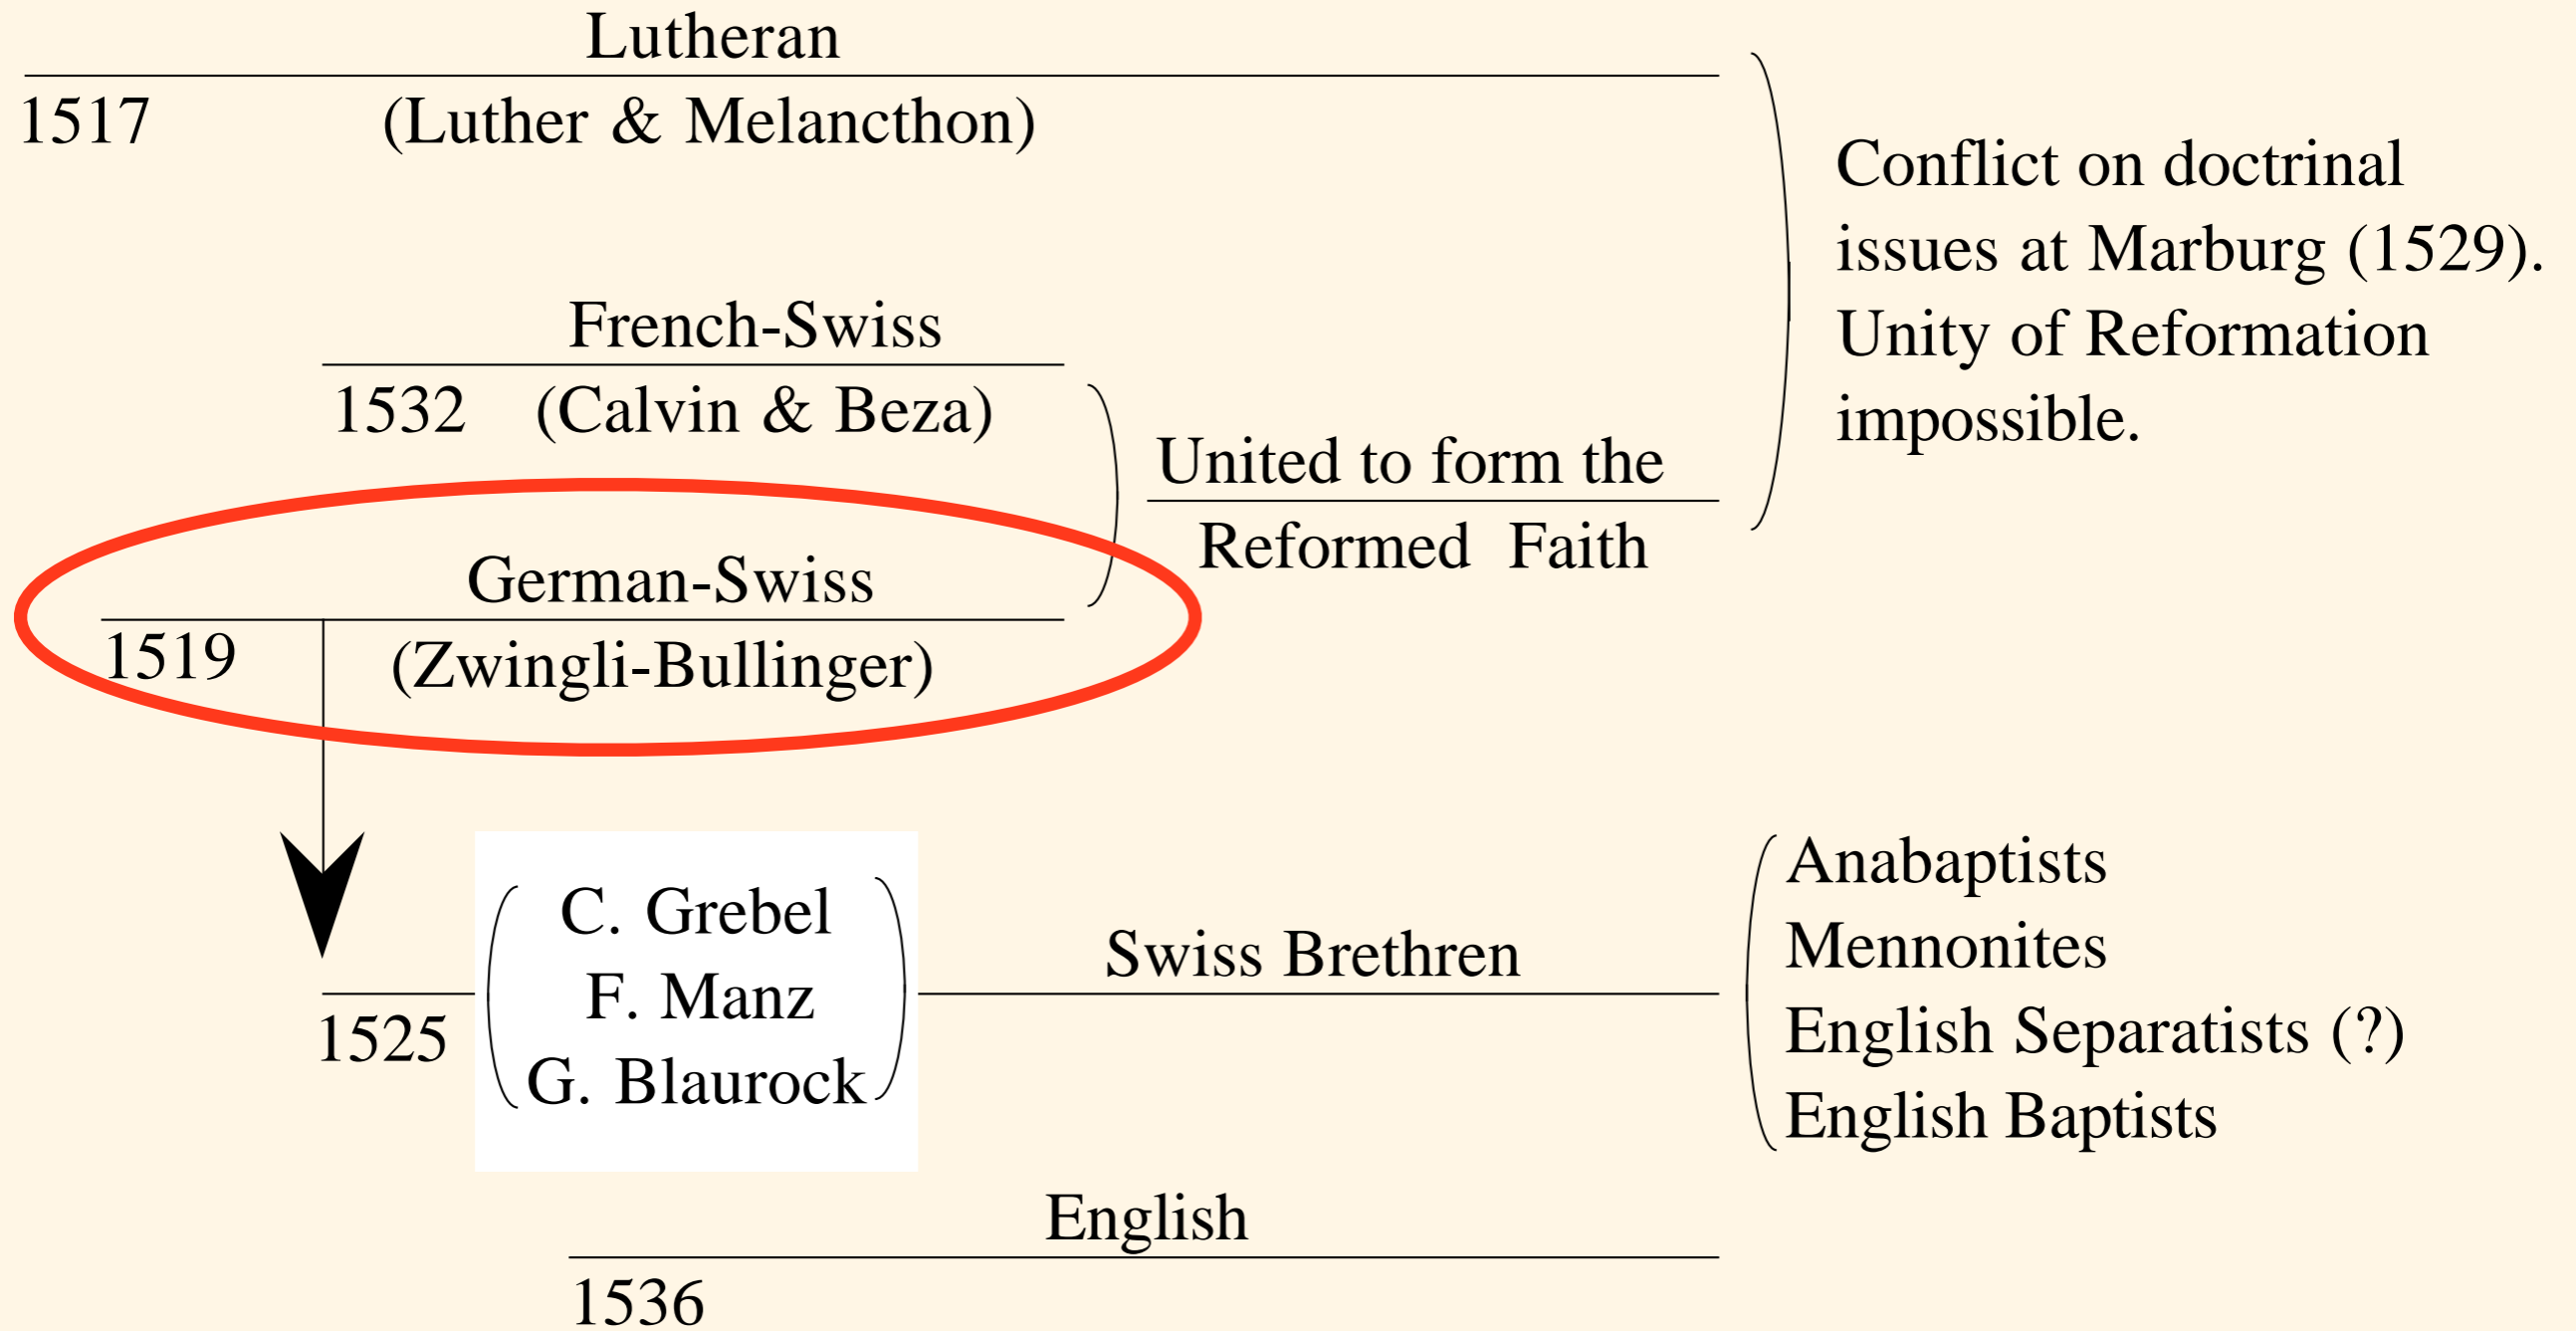 Lutheran
1517
(Luther & Melancthon)
Conflict on doctrinal
issues at Marburg (1529).
Unity of Reformation
impossible.
French-Swiss
1532
(Calvin & Beza)
United to form the
Reformed Faith
German-Swiss
1519
(Zwingli-Bullinger)
C. Grebel
F. Manz
G. Blaurock
1525
Swiss Brethren
Anabaptists
Mennonites
English Separatists (?)
English Baptists
English
1536